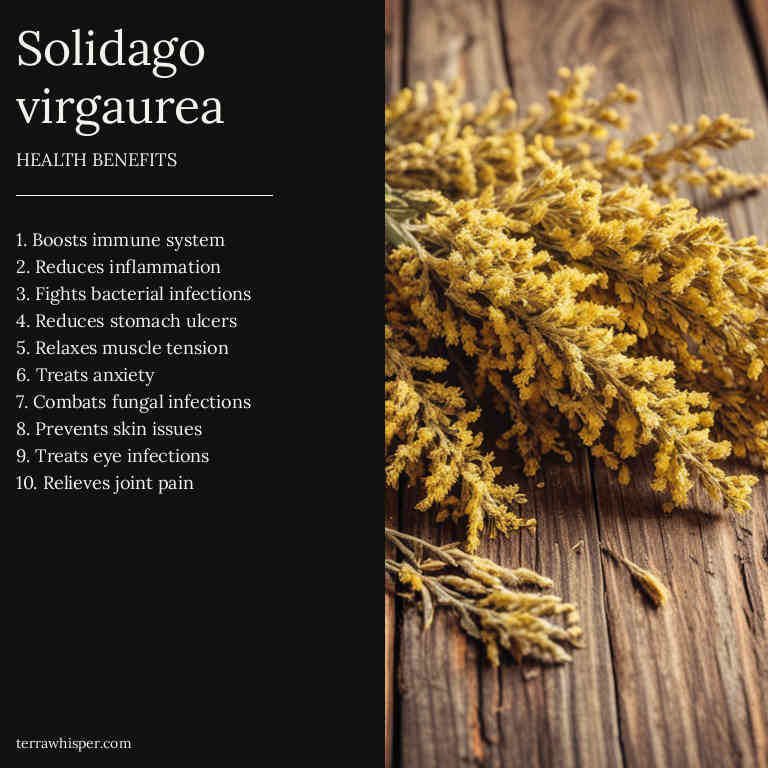 Solidago
virgaurea
HEALTH BENEFITS
1. Boosts immune system
2. Reduces inflammation
3. Fights bacterial infections
4. Reduces stomach ulcers
5. Relaxes muscle tension
6. Treats anxiety
7. Combats fungal infections
8. Prevents skin issues
9. Treats eye infections
10. Relieves joint pain
terrawhisper.com